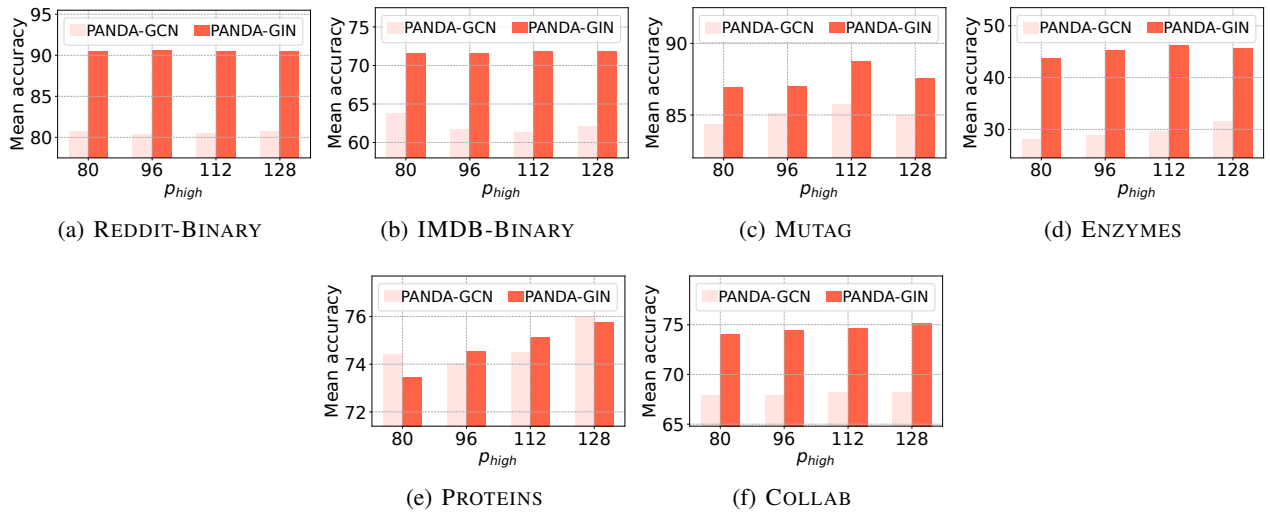 PANDA-GCN PANDA-GIN
Mean accuracy
95
90
85
80
80 96 112 128
p_high
(a) REDDIT-BINARY
PANDA-GCN PANDA-GIN
Mean accuracy
75
70
65
60
80 96 112 128
p_high
(b) IMDB-BINARY
PANDA-GCN PANDA-GIN
Mean accuracy
90
85
80 96 112 128
p_high
(c) MUTAG
PANDA-GCN PANDA-GIN
Mean accuracy
50
40
30
80 96 112 128
p_high
(d) ENZYMES
PANDA-GCN PANDA-GIN
Mean accuracy
76
74
72
80 96 112 128
p_high
(e) PROTEINS
PANDA-GCN PANDA-GIN
Mean accuracy
75
70
65
80 96 112 128
p_high
(f) COLLAB